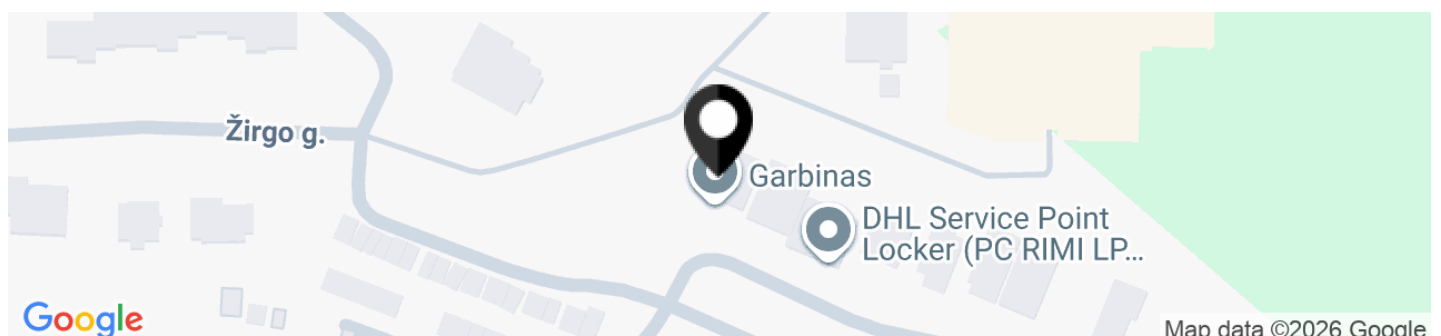 Žirgo g.
Garbinas
DHL Service Point
Locker (PC RIMI LP...
Google
Map data ©2026 Google